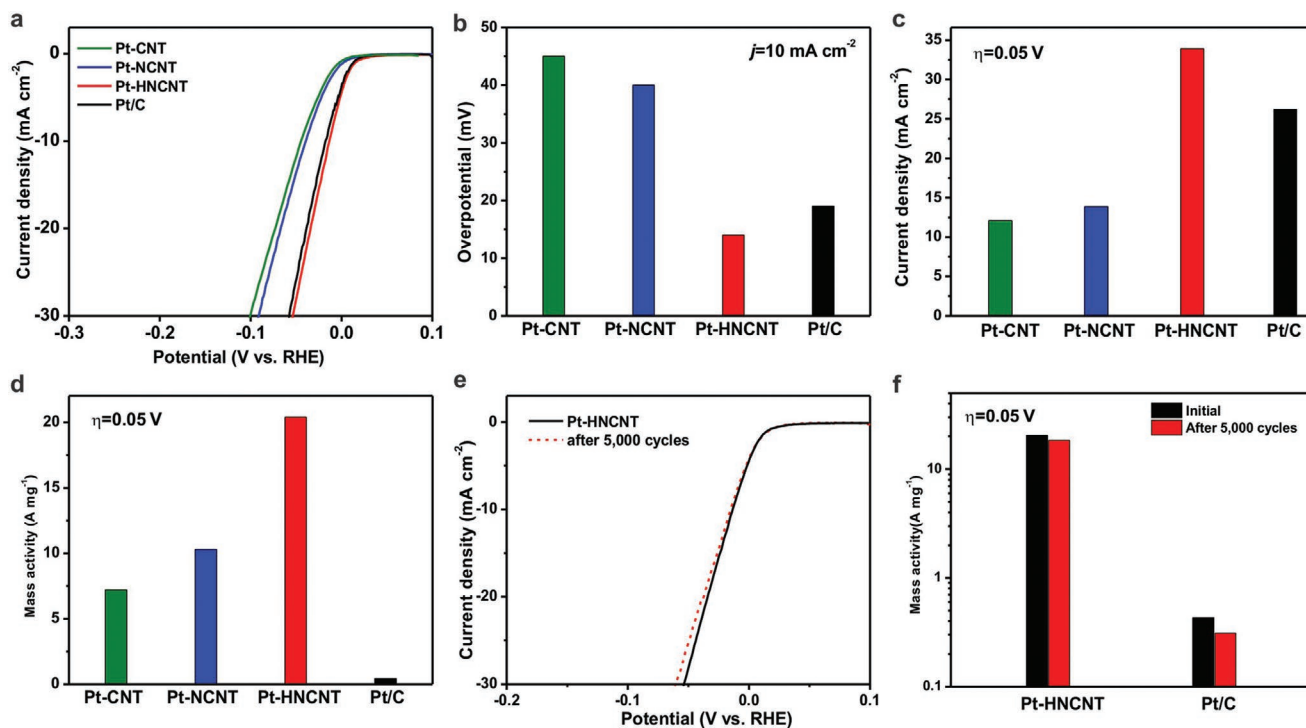 a
Pt-CNT
Pt-NCNT
Pt-HNCNT
Pt/C
Current density (mA cm⁻²)
0
-10
-20
-30
-0.3 -0.2 -0.1 0.0 0.1
Potential (V vs. RHE)
b
j=10 mA cm⁻²
Overpotential (mV)
50
40
30
20
10
0
Pt-CNT Pt-NCNT Pt-HNCNT Pt/C
c
η=0.05 V
Current density (mA cm⁻²)
35
30
25
20
15
10
5
0
Pt-CNT Pt-NCNT Pt-HNCNT Pt/C
d
η=0.05 V
Mass activity (A mg⁻¹)
20
15
10
5
0
Pt-CNT Pt-NCNT Pt-HNCNT Pt/C
e
Pt-HNCNT
after 5,000 cycles
Current density (mA cm⁻²)
0
-10
-20
-30
-0.2 -0.1 0.0 0.1
Potential (V vs. RHE)
f
η=0.05 V
Initial
After 5,000 cycles
Mass activity(A mg⁻¹)
10
1
0.1
Pt-HNCNT Pt/C